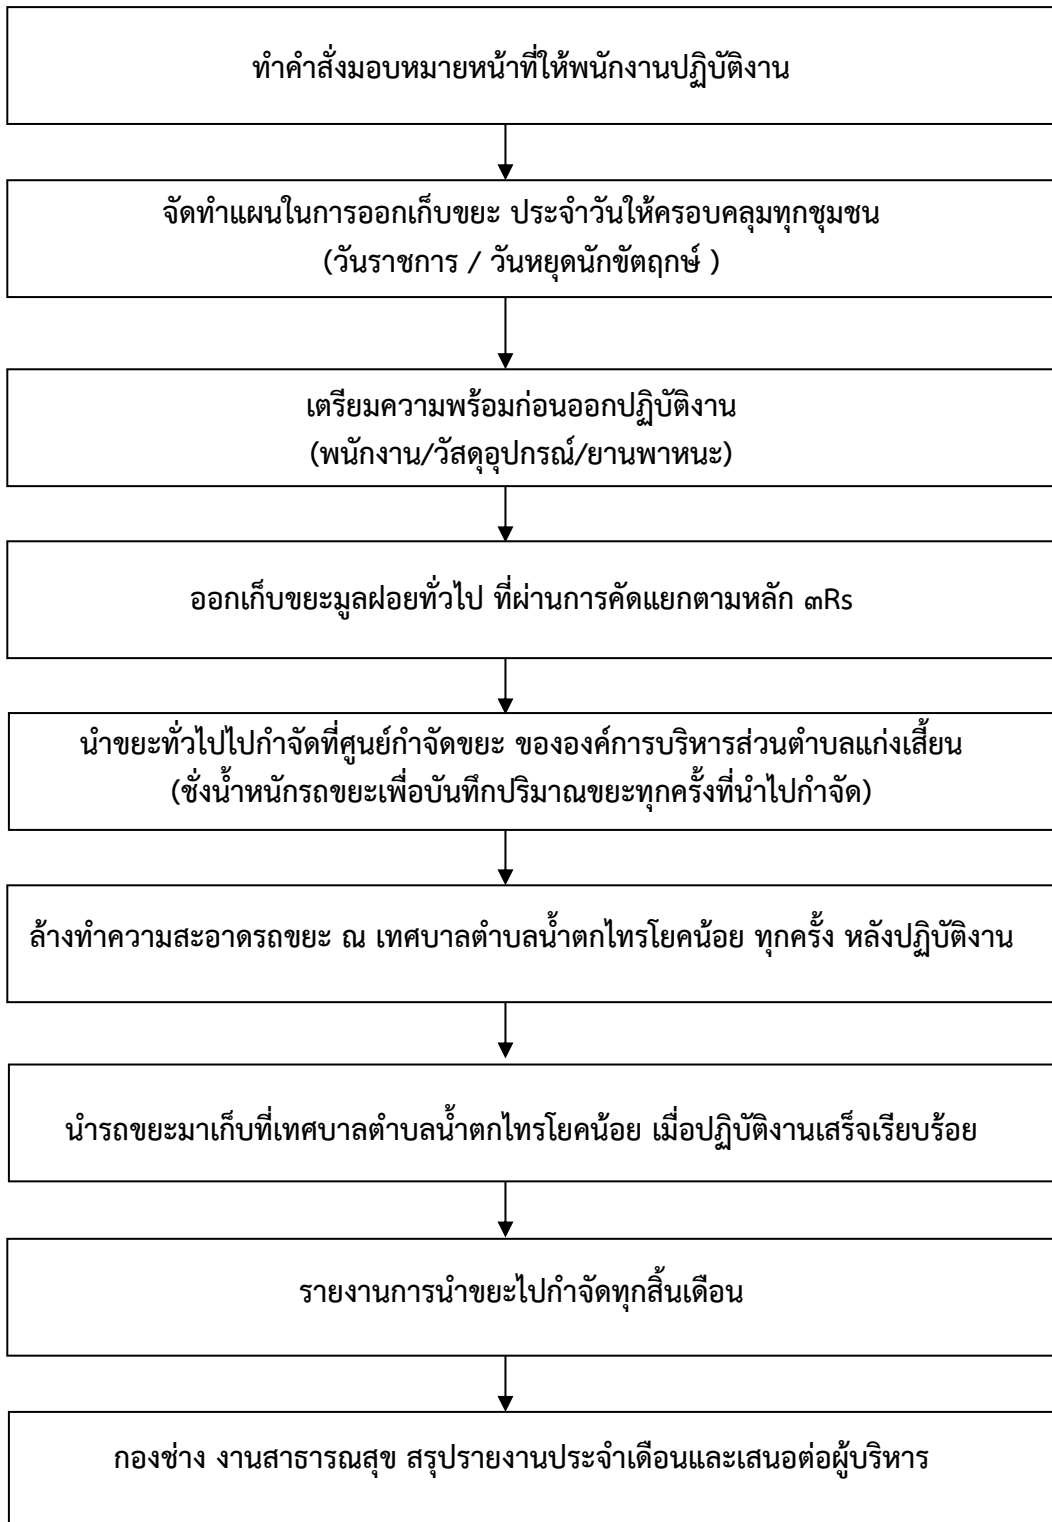 ทำคำสั่งมอบหมายหน้าที่ให้พนักงานปฏิบัติงาน
จัดทำแผนในการออกเก็บขยะ ประจำวันให้ครอบคลุมทุกชุมชน
(วันราชการ / วันหยุดนักขัตฤกษ์ )
เตรียมความพร้อมก่อนออกปฏิบัติงาน
(พนักงาน/วัสดุอุปกรณ์/ยานพาหนะ)
ออกเก็บขยะมูลฝอยทั่วไป ที่ผ่านการคัดแยกตามหลัก ๓Rs
นำขยะทั่วไปไปกำจัดที่ศูนย์กำจัดขยะ ขององค์การบริหารส่วนตำบลแก่งเสี้ยน
(ชั่งน้ำหนักรถขยะเพื่อบันทึกปริมาณขยะทุกครั้งที่นำไปกำจัด)
ล้างทำความสะอาดรถขยะ ณ เทศบาลตำบลน้ำตกไทรโยคน้อย ทุกครั้ง หลังปฏิบัติงาน
นำรถขยะมาเก็บที่เทศบาลตำบลน้ำตกไทรโยคน้อย เมื่อปฏิบัติงานเสร็จเรียบร้อย
รายงานการนำขยะไปกำจัดทุกสิ้นเดือน
กองช่าง งานสาธารณสุข สรุปรายงานประจำเดือนและเสนอต่อผู้บริหาร